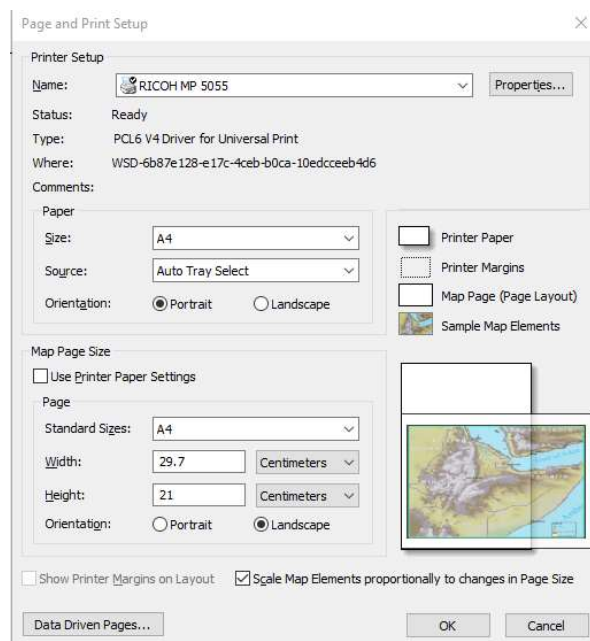 Page and Print Setup
Printer Setup
Name: RICOH MP 5055 Properties...
Status: Ready
Type: PCL6 V4 Driver for Universal Print
Where: WSD-6b87e128-e17c-4ceb-b0ca-10edcceeb4d6
Comments:
Paper
Size: A4
Source: Auto Tray Select
Orientation: Portrait Landscape
Printer Paper
Printer Margins
Map Page (Page Layout)
Sample Map Elements
Map Page Size
Use Printer Paper Settings
Page
Standard Sizes: A4
Width: 29.7 Centimeters
Height: 21 Centimeters
Orientation: Portrait Landscape
Show Printer Margins on Layout Scale Map Elements proportionally to changes in Page Size
Data Driven Pages... OK Cancel